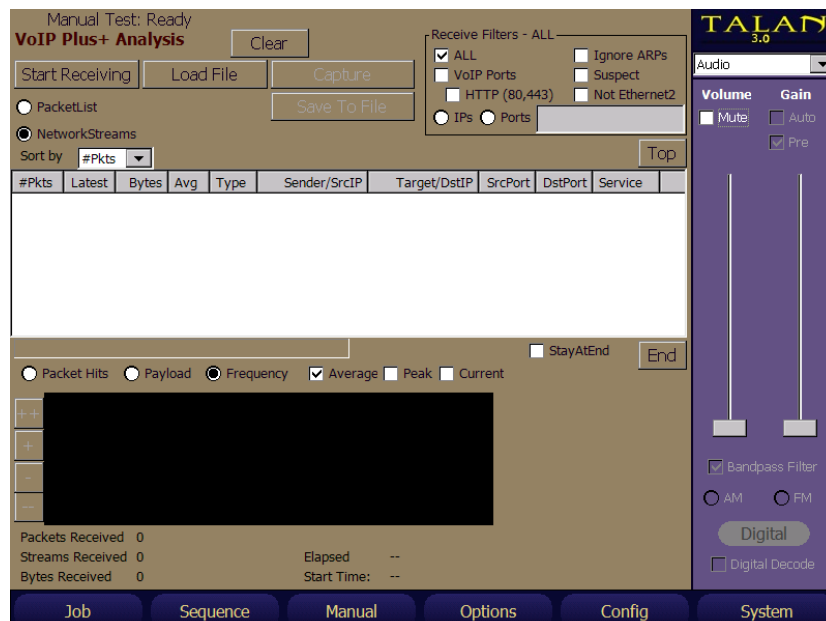 Manual Test: Ready
VoIP Plus+ Analysis
Clear
Start Receiving
Load File
Capture
Save To File
PacketList
NetworkStreams
Sort by
#Pkts
Receive Filters - ALL
ALL
Ignore ARPs
VoIP Ports
Suspect
HTTP (80,443)
Not Ethernet2
IPs
Ports
Top
#Pkts Latest Bytes Avg Type Sender/SrcIP Target/DstIP SrcPort DstPort Service
StayAtEnd
End
Packet Hits
Payload
Frequency
Average
Peak
Current
++
+
-
--
Packets Received 0
Streams Received 0
Elapsed --
Bytes Received 0
Start Time: --
TALAN
3.0
Audio
Volume
Gain
Mute
Auto
Pre
Bandpass Filter
AM
FM
Digital
Digital Decode
Job
Sequence
Manual
Options
Config
System